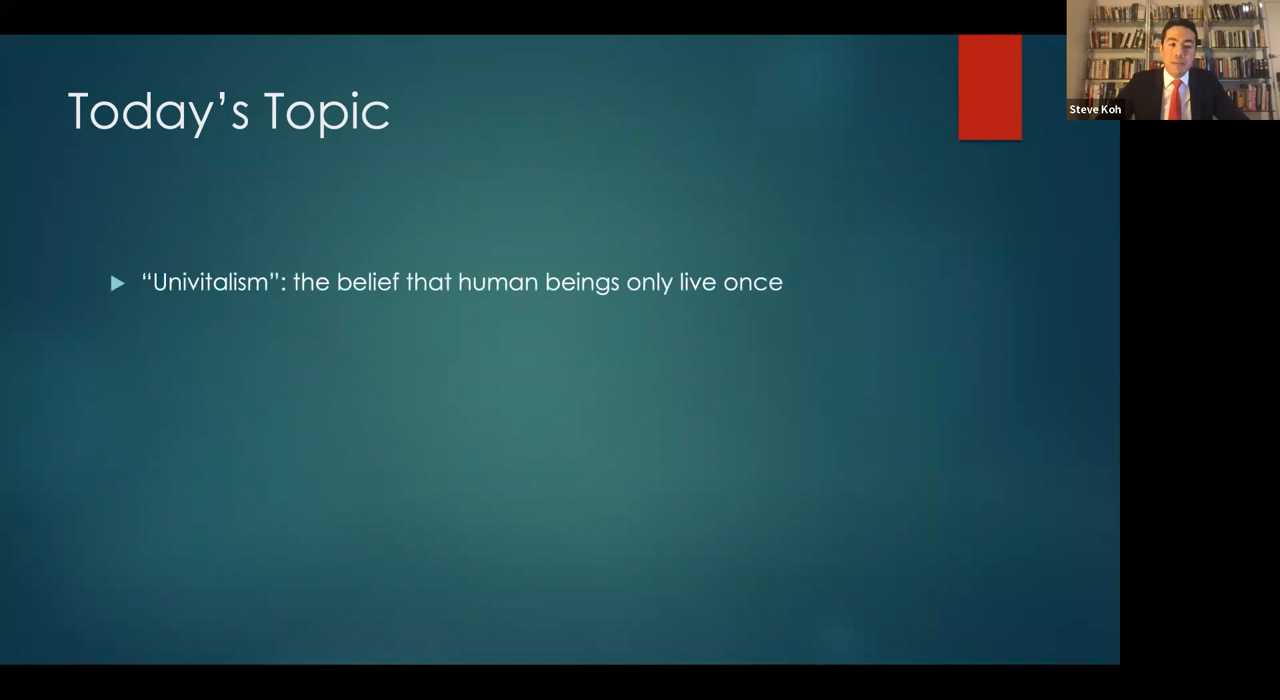 Today’s Topic
“Univitalism”: the belief that human beings only live once
Steve Koh